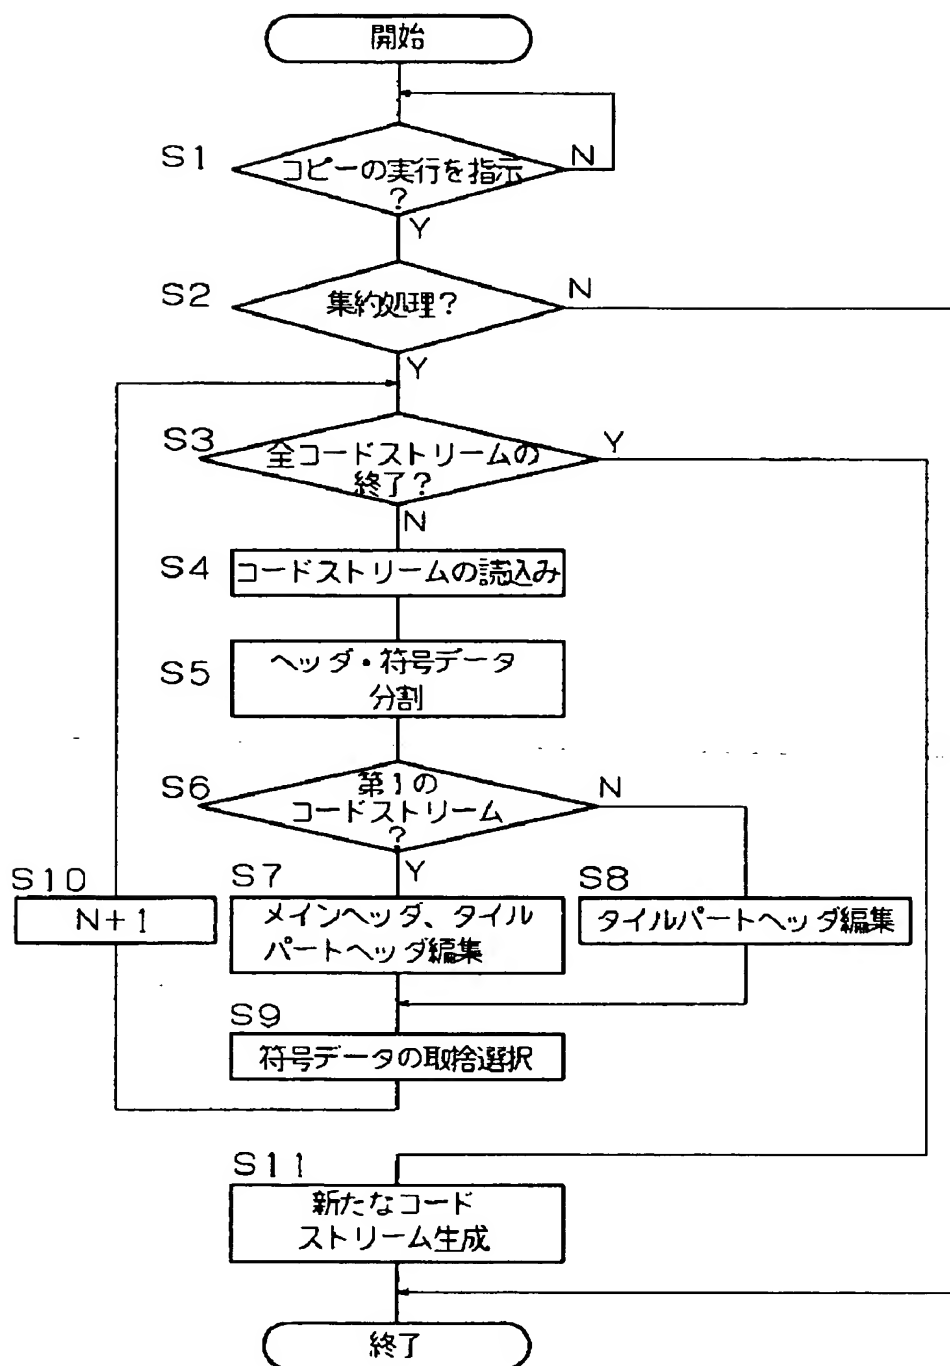 開始
S1
コピーの実行を指示
?
N
Y
S2
集約処理?
N
Y
S3
全コードストリームの
終了?
Y
N
S4
コードストリームの読込み
S5
ヘッダ・符号データ
分割
S6
第1の
コードストリーム
?
N
Y
S10
N+1
S7
メインヘッダ、タイル
パートヘッダ編集
S8
タイルパートヘッダ編集
S9
符号データの取捨選択
S11
新たなコード
ストリーム生成
終了